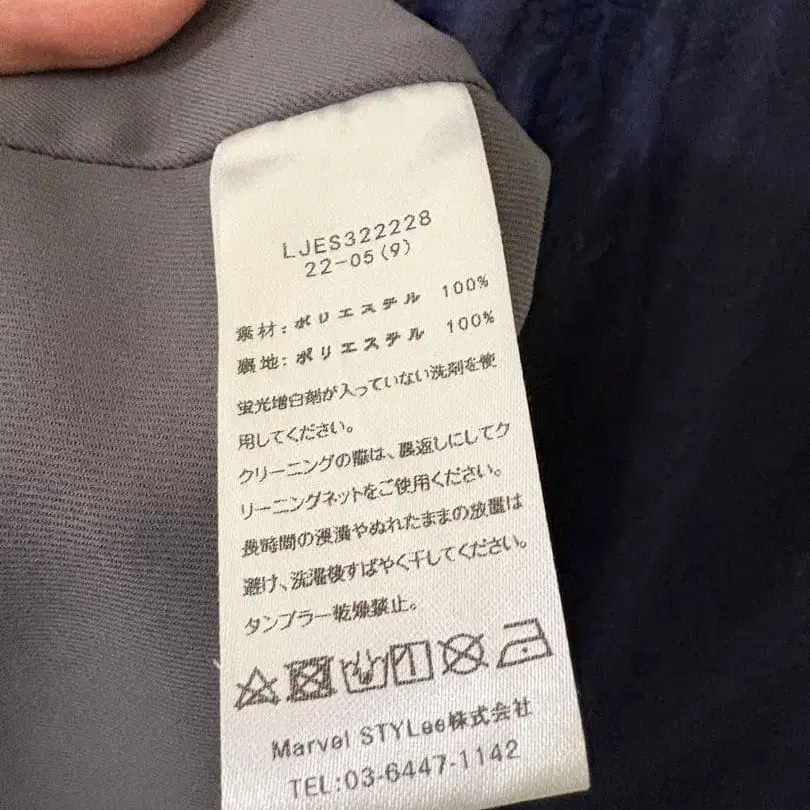 LJES322228
22-05(9)
素材:ポリエステル 100%
裏地:ポリエステル 100%
蛍光増白剤が入っていない洗剤を使
用してください。
クリーニングの際は、裏返しにしてク
リーニングネットをご使用ください。
長時間の浸漬やぬれたままの放置は
避け、洗濯後すばやく干してください。
タンブラー乾燥禁止。
Marvel STYLee株式会社
TEL:03-6447-1142